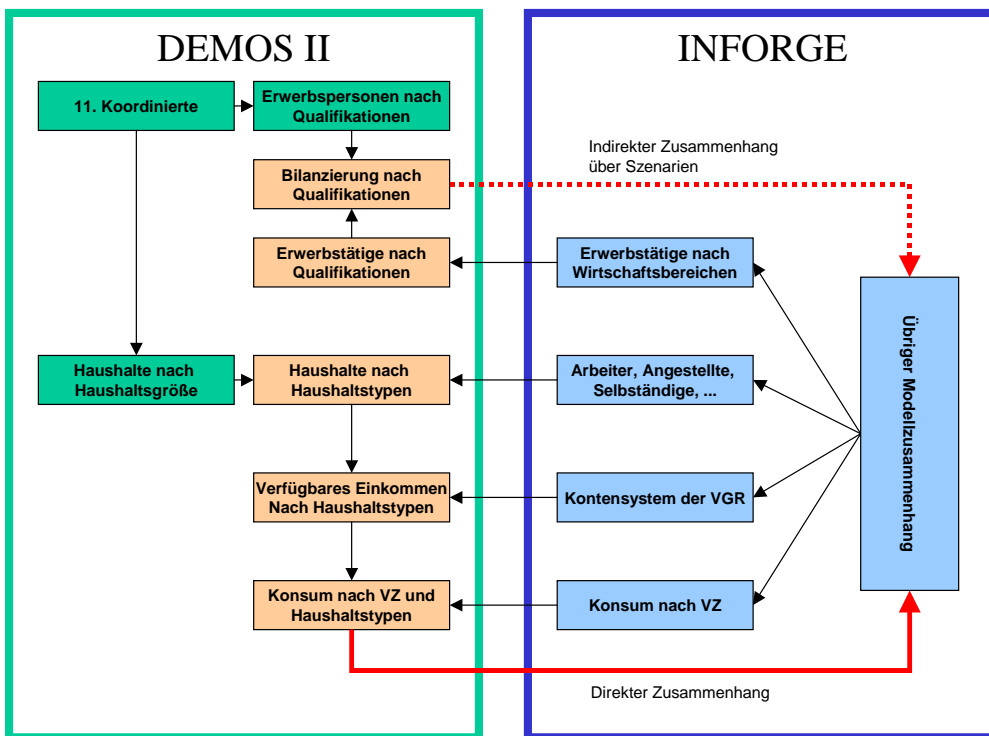 DEMOS II
INFORGE
11. Koordinierte
Erwerbspersonen nach
Qualifikationen
Indirekter Zusammenhang
über Szenarien
Bilanzierung nach
Qualifikationen
Erwerbstätige nach
Qualifikationen
Erwerbstätige nach
Wirtschaftsbereichen
Übriger Modellzusammenhang
Haushalte nach
Haushaltsgröße
Haushalte nach
Haushaltstypen
Arbeiter, Angestellte,
Selbständige, ...
Verfügbares Einkommen
Nach Haushaltstypen
Kontensystem der VGR
Konsum nach VZ und
Haushaltstypen
Konsum nach VZ
Direkter Zusammenhang